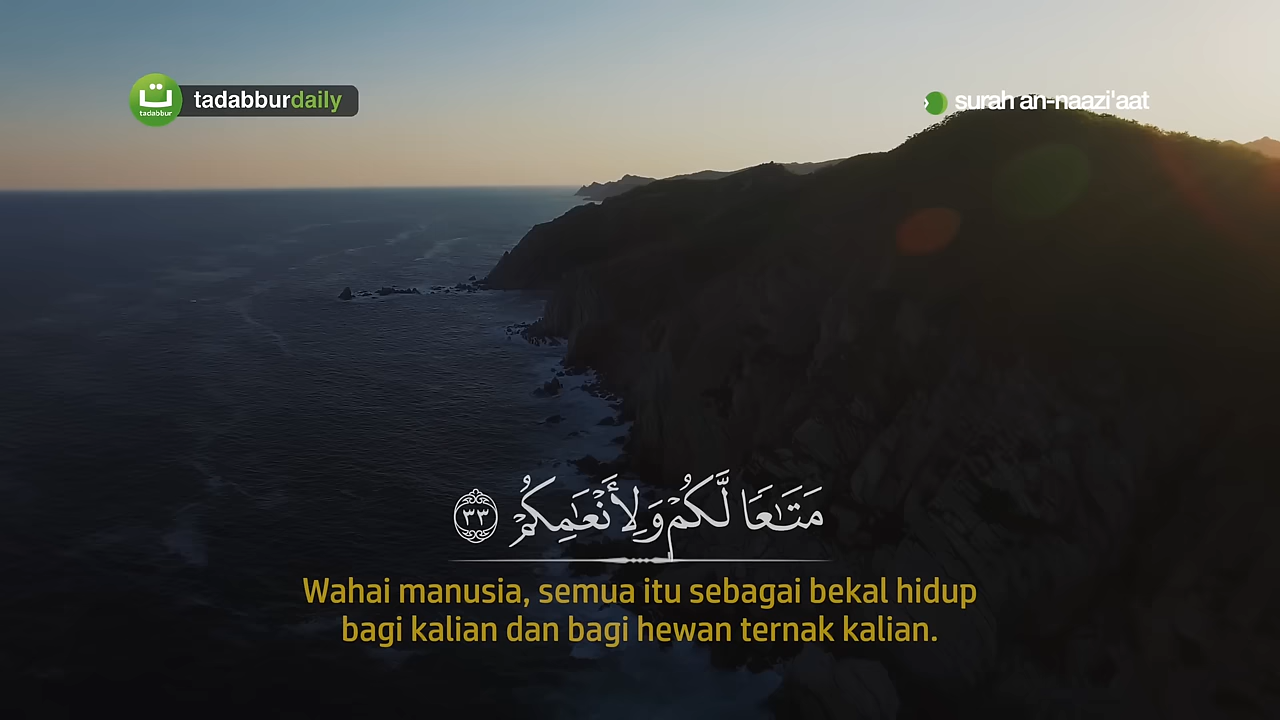 ت
tadabbur
tadabburdaily
surah an-naazi'aat
مَتَٰعًا لَّكُمْ وَلِأَنْعَٰمِكُمْ ٣٣
Wahai manusia, semua itu sebagai bekal hidup
bagi kalian dan bagi hewan ternak kalian.